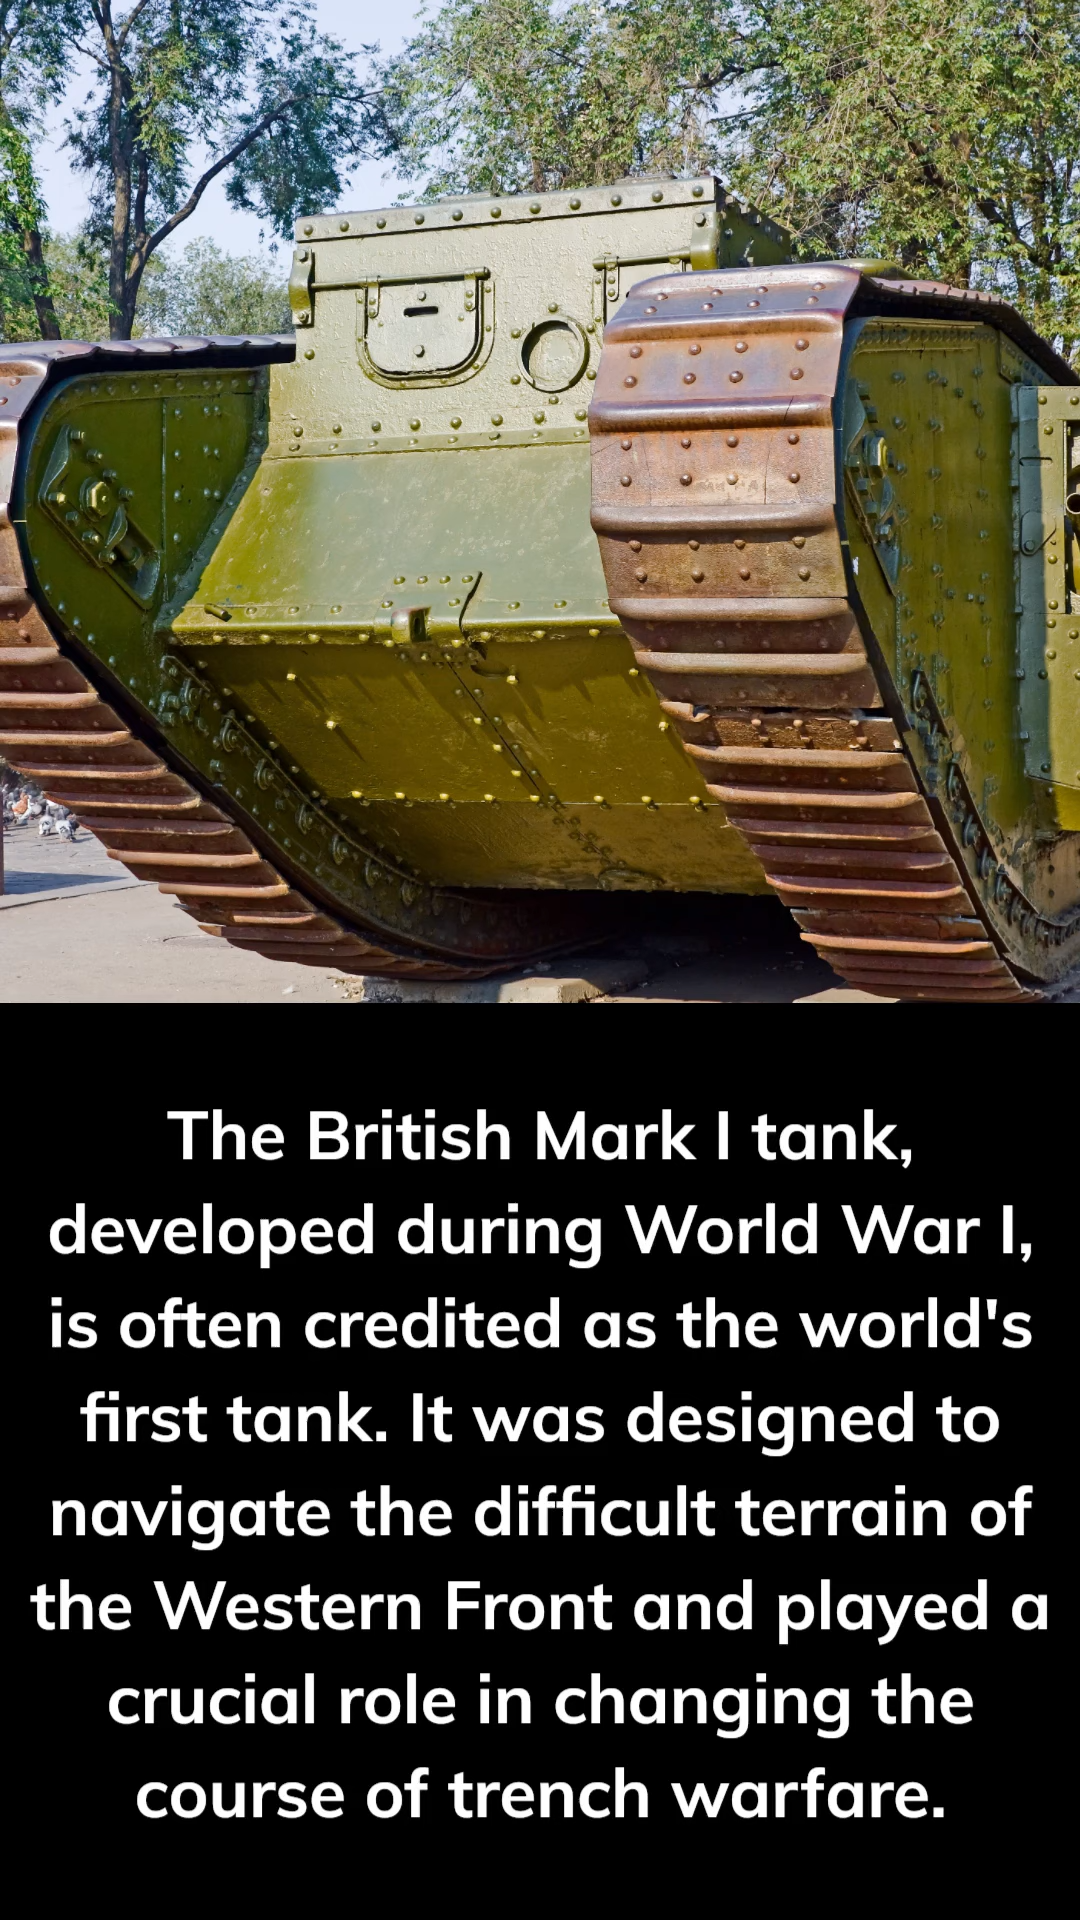 The British Mark I tank,
developed during World War I,
is often credited as the world's
first tank. It was designed to
navigate the difficult terrain of
the Western Front and played a
crucial role in changing the
course of trench warfare.